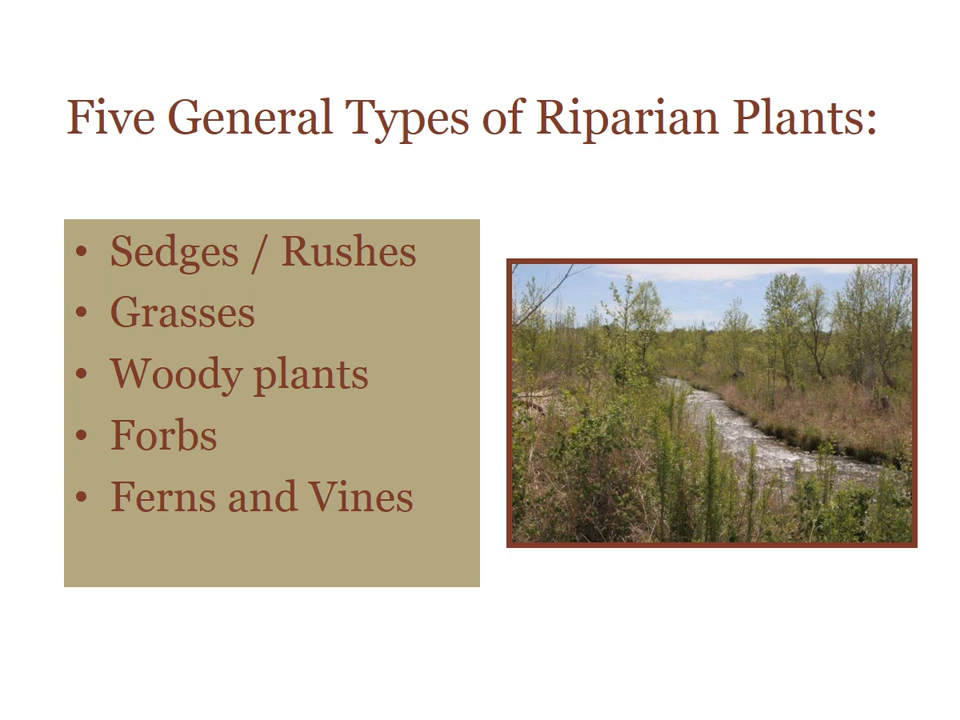 Five General Types of Riparian Plants:
• Sedges / Rushes
• Grasses
• Woody plants
• Forbs
• Ferns and Vines